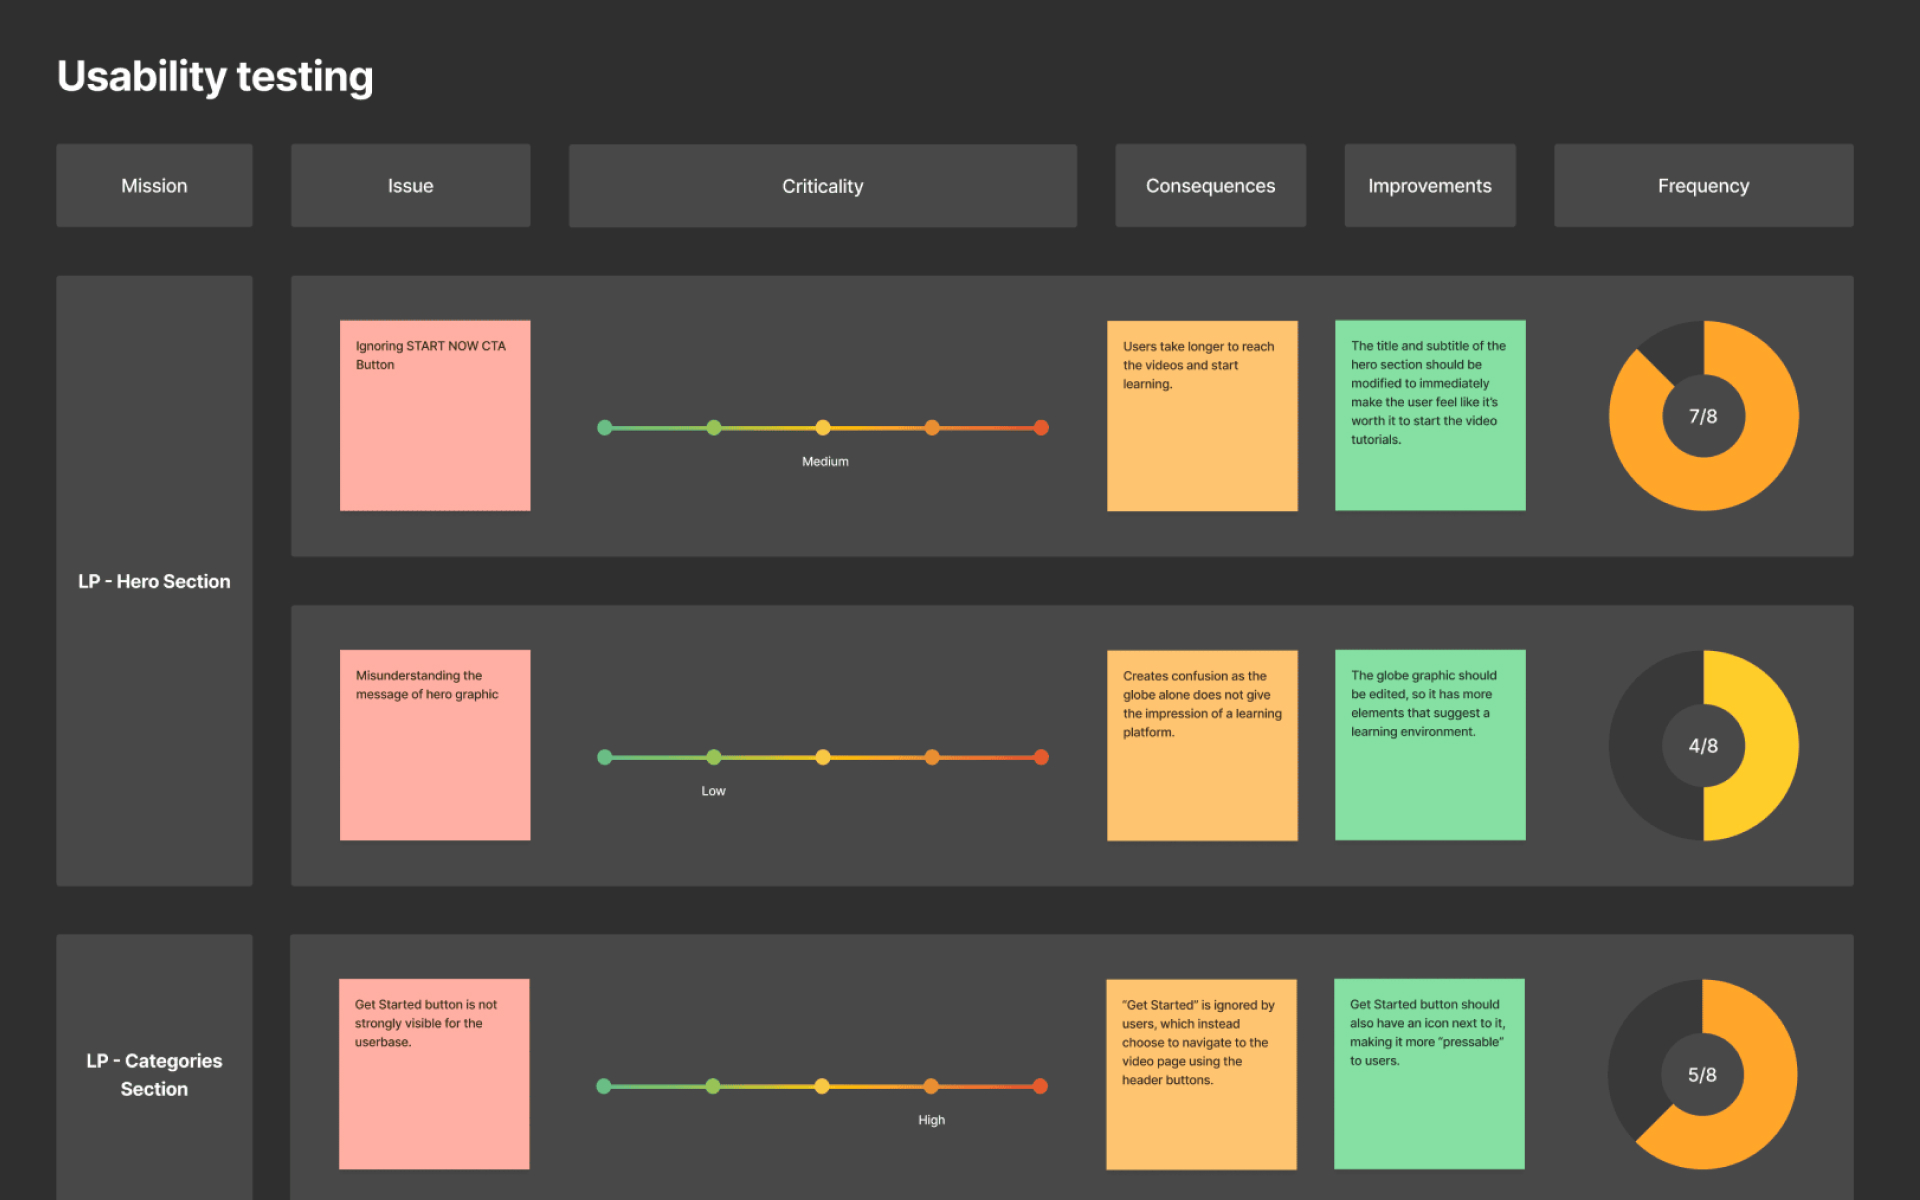 Usability testing
Mission
Issue
Criticality
Consequences
Improvements
Frequency
LP - Hero Section
Ignoring START NOW CTA
Button
Medium
Users take longer to reach
the videos and start
learning.
The title and subtitle of the
hero section should be
modified to immediately
make the user feel like it's
worth it to start the video
tutorials.
7/8
Misunderstanding the
message of hero graphic
Low
Creates confusion as the
globe alone does not give
the impression of a learning
platform.
The globe graphic should
be edited, so it has more
elements that suggest a
learning environment.
4/8
LP - Categories
Section
Get Started button is not
strongly visible for the
userbase.
High
“Get Started” is ignored by
users, which instead
choose to navigate to the
video page using the
header buttons.
Get Started button should
also have an icon next to it,
making it more “pressable”
to users.
5/8